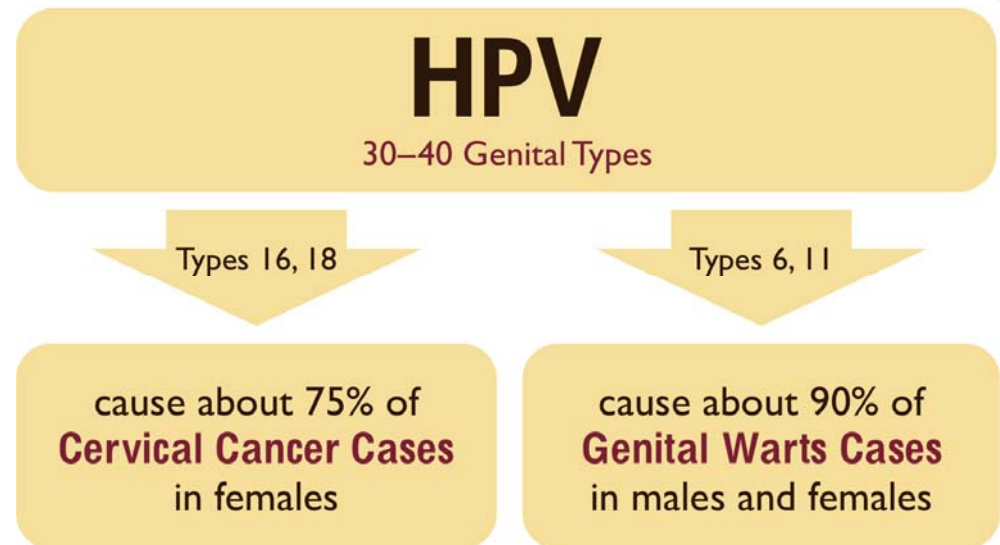 HPV
30–40 Genital Types
Types 16, 18
Types 6, 11
cause about 75% of
Cervical Cancer Cases
in females
cause about 90% of
Genital Warts Cases
in males and females